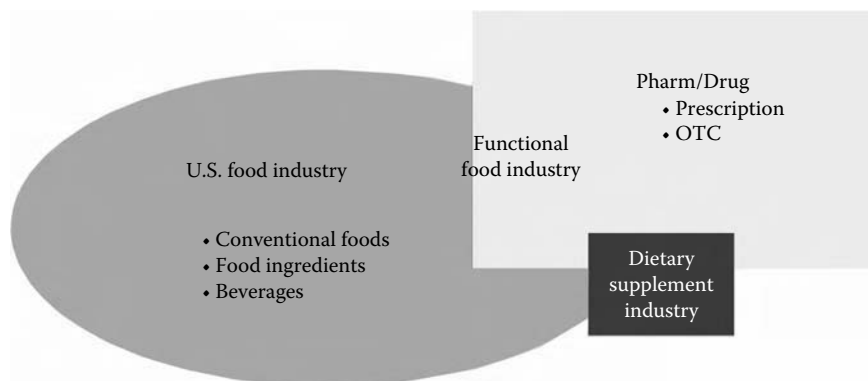 U.S. food industry
• Conventional foods
• Food ingredients
• Beverages
Functional
food industry
Pharm/Drug
• Prescription
• OTC
Dietary
supplement
industry